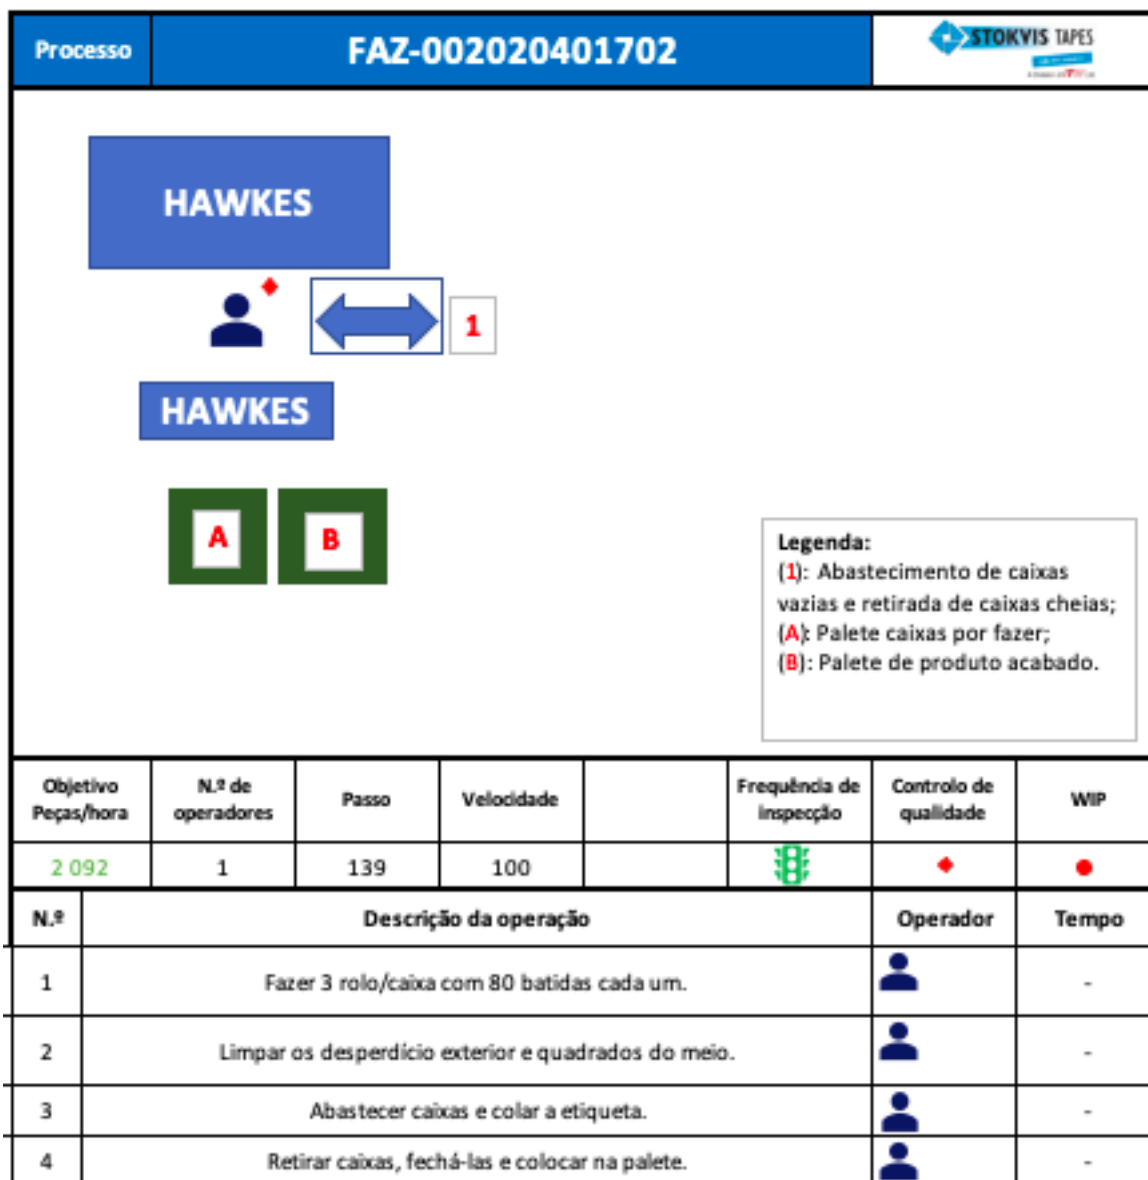 Processo
FAZ-002020401702
STOKVIS TAPES
HAWKES
1
HAWKES
A
B
Legenda:
(1): Abastecimento de caixas
vazias e retirada de caixas cheias;
(A): Palete caixas por fazer;
(B): Palete de produto acabado.
Objetivo
Peças/hora
N.º de
operadores
Passo
Velocidade
Frequência de
inspecção
Controlo de
qualidade
WIP
2 092
1
139
100
N.º
Descrição da operação
Operador
Tempo
1
Fazer 3 rolo/caixa com 80 batidas cada um.
-
2
Limpar os desperdício exterior e quadrados do meio.
-
3
Abastecer caixas e colar a etiqueta.
-
4
Retirar caixas, fechá-las e colocar na palete.
-